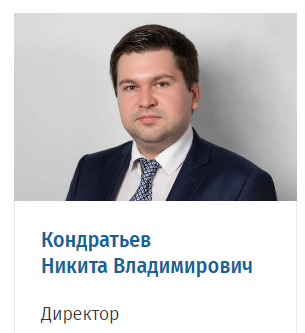 Кондратьев
Никита Владимирович
Директор